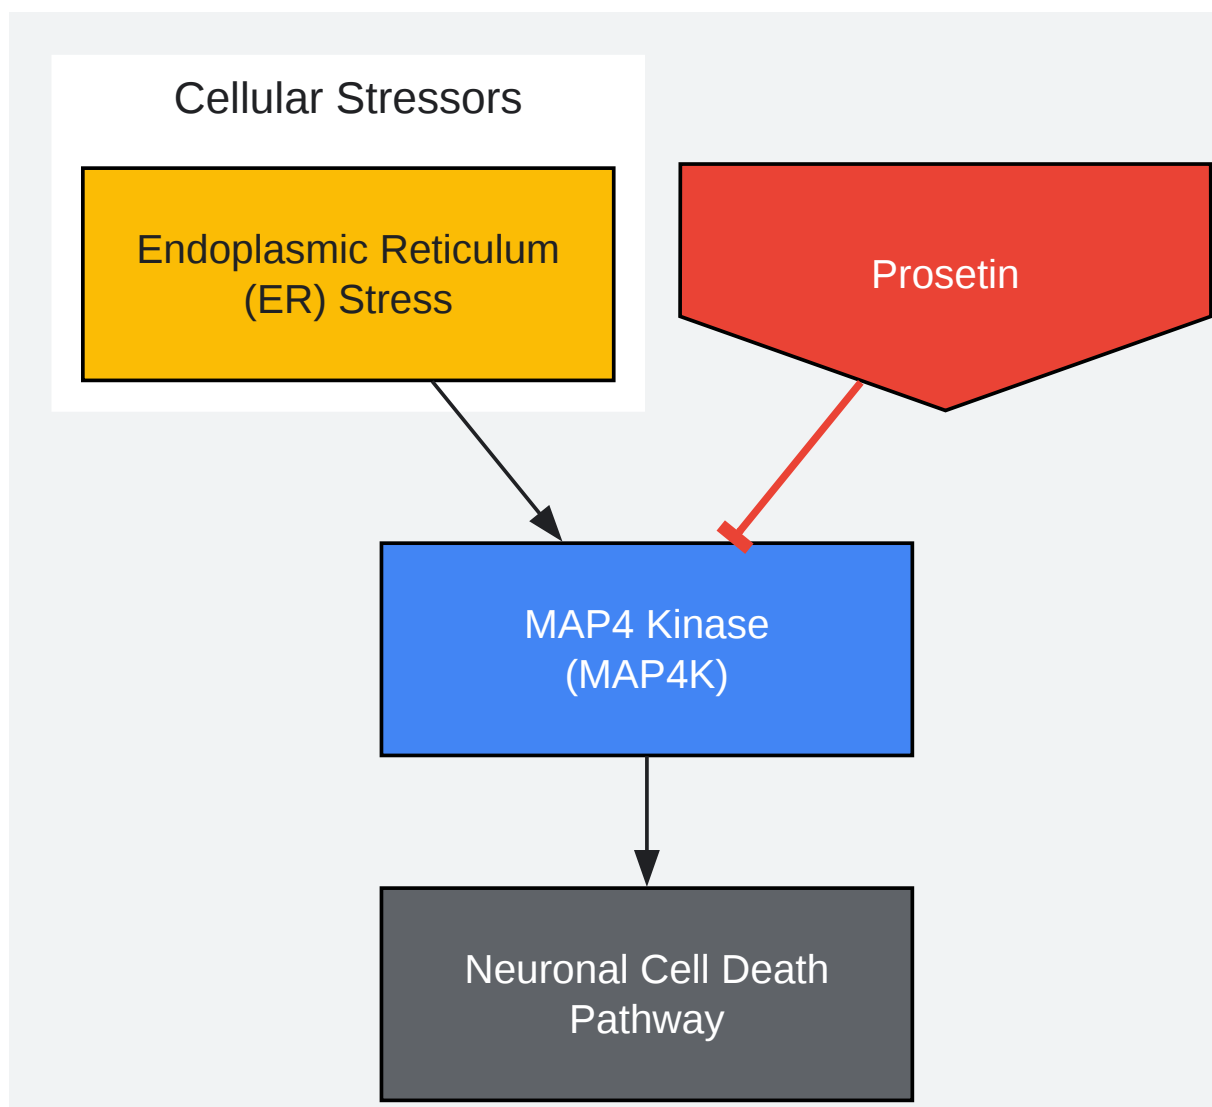 Cellular Stressors
Endoplasmic Reticulum
(ER) Stress
Prosetin
MAP4 Kinase
(MAP4K)
Neuronal Cell Death
Pathway